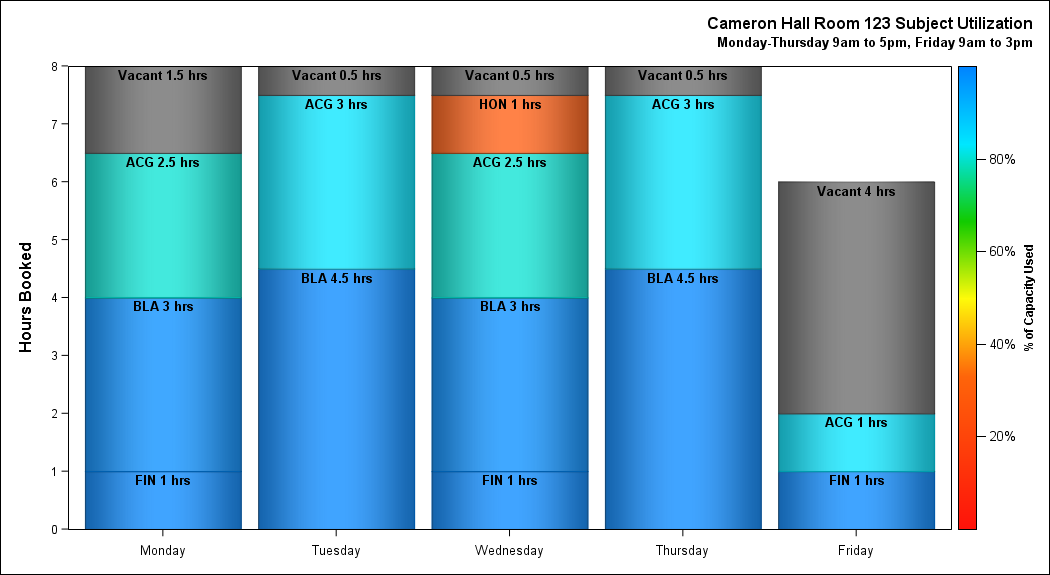 Cameron Hall Room 123 Subject Utilization
Monday-Thursday 9am to 5pm, Friday 9am to 3pm
Hours Booked
8
7
6
5
4
3
2
1
0
Vacant 1.5 hrs
ACG 2.5 hrs
BLA 3 hrs
FIN 1 hrs
Vacant 0.5 hrs
ACG 3 hrs
BLA 4.5 hrs
Vacant 0.5 hrs
HON 1 hrs
ACG 2.5 hrs
BLA 3 hrs
FIN 1 hrs
Vacant 0.5 hrs
ACG 3 hrs
BLA 4.5 hrs
Vacant 4 hrs
ACG 1 hrs
FIN 1 hrs
Monday
Tuesday
Wednesday
Thursday
Friday
80%
60%
40%
20%
% of Capacity Used